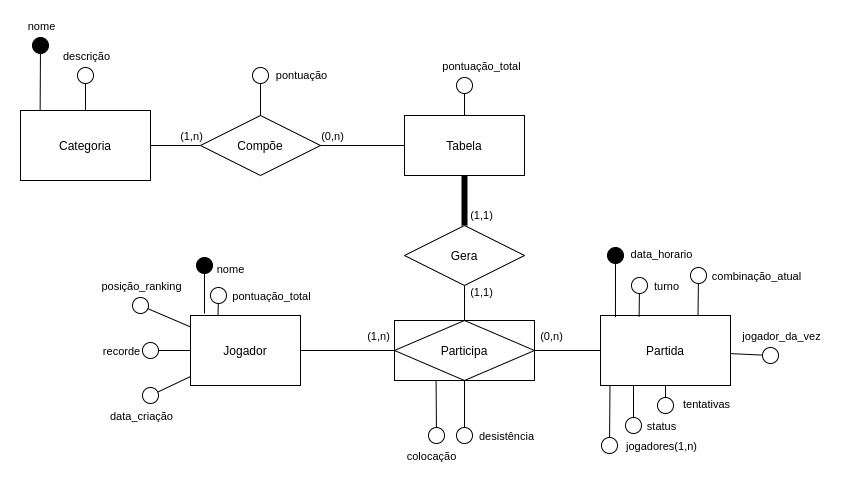 nome
descrição
pontuação
pontuação_total
Categoria
(1,n)
Compõe
(0,n)
Tabela
(1,1)
Gera
(1,1)
nome
posição_ranking
pontuação_total
recorde
Jogador
data_criação
(1,n)
Participa
(0,n)
colocação
desistência
data_horario
turno
combinação_atual
Partida
jogador_da_vez
tentativas
status
jogadores(1,n)